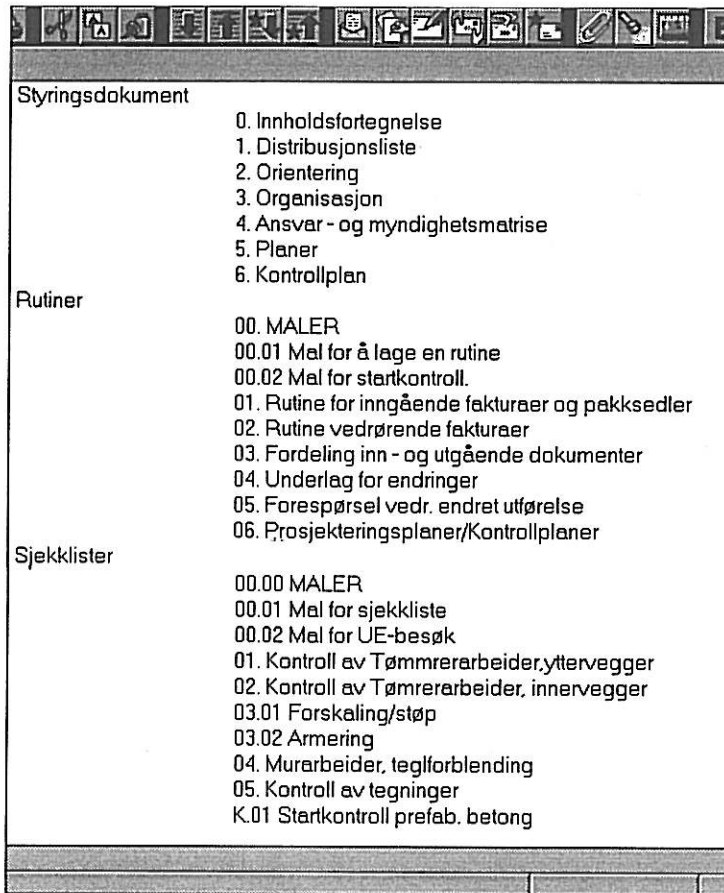 Styringsdokument
0. Innholdsfortegnelse
1. Distribusjonsliste
2. Orientering
3. Organisasjon
4. Ansvar - og myndighetsmatrise
5. Planer
6. Kontrollplan
Rutiner
00. MALER
00.01 Mal for å lage en rutine
00.02 Mal for startkontroll.
01. Rutine for inngående fakturaer og pakksedler
02. Rutine vedrørende fakturaer
03. Fordeling inn - og utgående dokumenter
04. Underlag for endringer
05. Forespørsel vedr. endret utførelse
06. Prosjekteringsplaner/Kontrollplaner
Sjekklister
00.00 MALER
00.01 Mal for sjekkliste
00.02 Mal for UE-besøk
01. Kontroll av Tømmrerarbeider,yttervegger
02. Kontroll av Tømrerarbeider, innervegger
03.01 Forskaling/støp
03.02 Armering
04. Murarbeider, teglforblending
05. Kontroll av tegninger
K.01 Startkontroll prefab. betong